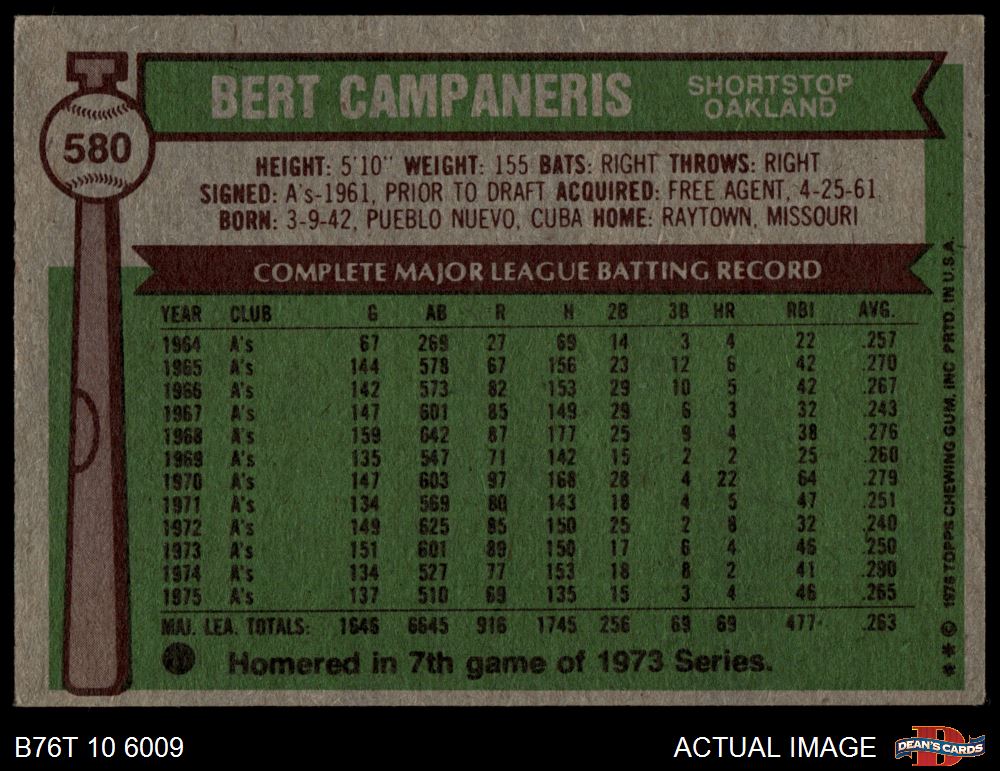 BERT CAMPANERIS
SHORTSTOP
OAKLAND
580
HEIGHT: 5'10" WEIGHT: 155 BATS: RIGHT THROWS: RIGHT
SIGNED: A's-1961, PRIOR TO DRAFT ACQUIRED: FREE AGENT, 4-25-61
BORN: 3-9-42, PUEBLO NUEVO, CUBA HOME: RAYTOWN, MISSOURI
COMPLETE MAJOR LEAGUE BATTING RECORD
YEAR CLUB G AB R H 2B 3B HR RBI AVG.
1964 A's 67 269 27 69 14 3 4 22 .257
1965 A's 144 578 67 156 23 12 6 42 .270
1966 A's 142 573 82 153 29 10 5 42 .267
1967 A's 147 601 85 149 29 6 3 32 .243
1968 A's 159 642 87 177 25 9 4 38 .276
1969 A's 135 547 71 142 15 2 2 25 .260
1970 A's 147 603 97 168 28 4 22 64 .279
1971 A's 134 569 80 143 18 4 5 47 .251
1972 A's 149 625 85 150 25 2 8 32 .240
1973 A's 151 601 89 150 17 6 4 46 .250
1974 A's 134 527 77 153 18 8 2 41 .290
1975 A's 137 510 69 135 15 3 4 46 .265
MAJ. LEA. TOTALS: 1646 6645 916 1745 256 69 69 477 .263
Homered in 7th game of 1973 Series.
* * © 1976 TOPPS CHEWING GUM, INC PRTD. IN U.S.A.
B76T 10 6009
ACTUAL IMAGE
DEAN'S CARDS